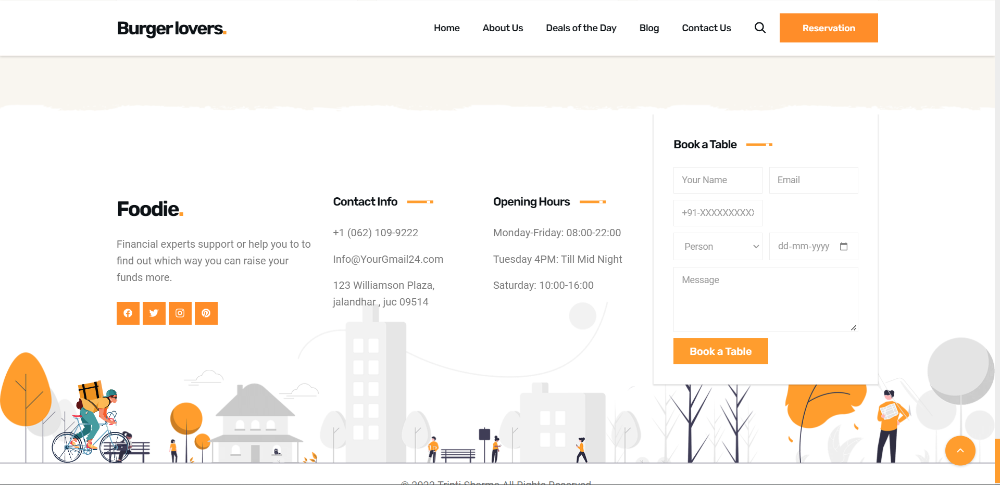 Burger lovers.
Home
About Us
Deals of the Day
Blog
Contact Us
Reservation
Foodie.
Financial experts support or help you to to
find out which way you can raise your
funds more.
Contact Info
+1 (062) 109-9222
Info@YourGmail24.com
123 Williamson Plaza,
jalandhar , juc 09514
Opening Hours
Monday-Friday: 08:00-22:00
Tuesday 4PM: Till Mid Night
Saturday: 10:00-16:00
Book a Table
Your Name
Email
+91-XXXXXXXXXX
Person
dd-mm-yyyy
Message
Book a Table
© 2022 Tripti Sharma All Rights Reserved